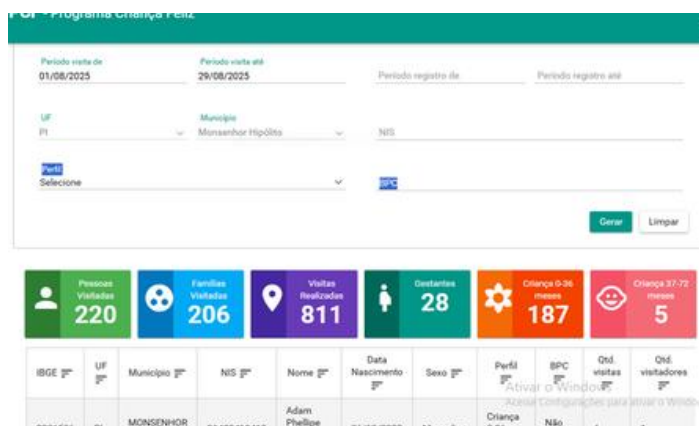 PCF - Programa Criança Feliz
Período visita de
01/08/2025
Período visita até
29/08/2025
Período registro de
Período registro até
UF
PI
Município
Monsenhor Hipólito
NIS
Perfil
Selecione
BPC
Gerar
Limpar
Pessoas
Visitadas
220
Famílias
Visitadas
206
Visitas
Realizadas
811
Gestantes
28
Criança 0-36
meses
187
Criança 37-72
meses
5
IBGE
UF
Município
NIS
Nome
Data
Nascimento
Sexo
Perfil
BPC
Qtd.
visitas
Qtd.
visitadores
Ativar o Windows
Acesse Configurações para ativar o Windows
MONSENHOR
Adam
Phellipe
Criança
Não